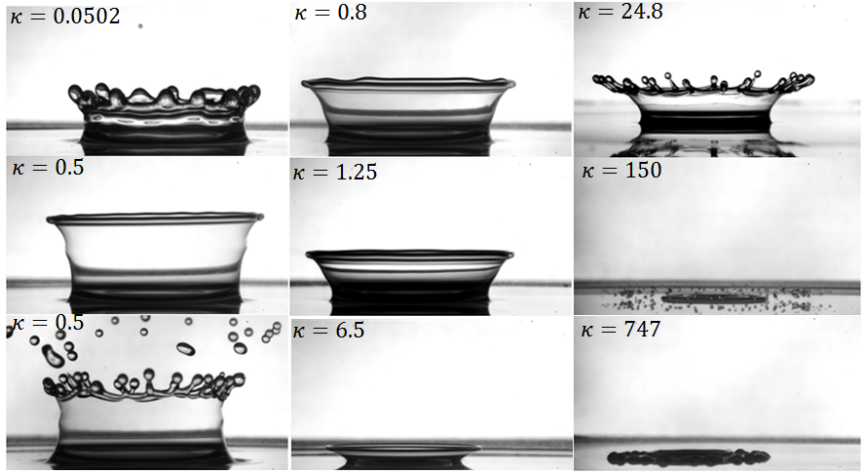 κ = 0.0502
κ = 0.8
κ = 24.8
κ = 0.5
κ = 1.25
κ = 150
κ = 0.5
κ = 6.5
κ = 747